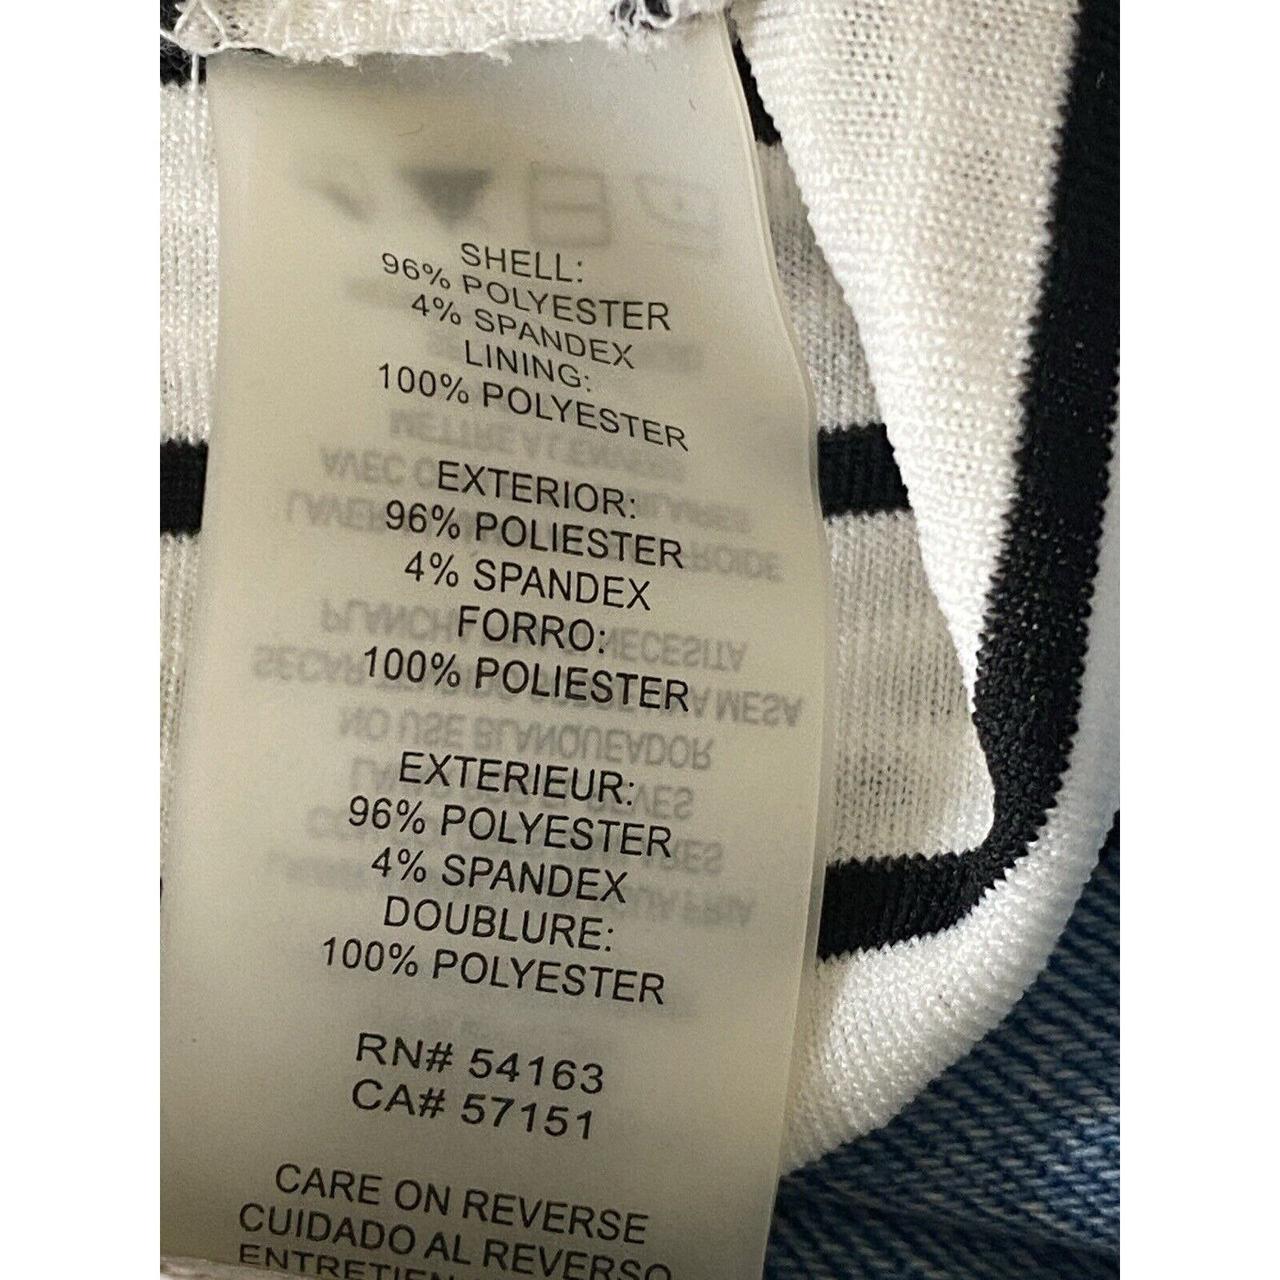 SHELL:
96% POLYESTER
4% SPANDEX
LINING:
100% POLYESTER
EXTERIOR:
96% POLIESTER
4% SPANDEX
FORRO:
100% POLIESTER
EXTERIEUR:
96% POLYESTER
4% SPANDEX
DOUBLURE:
100% POLYESTER
RN# 54163
CA# 57151
CARE ON REVERSE
CUIDADO AL REVERSO
ENTRETIEN